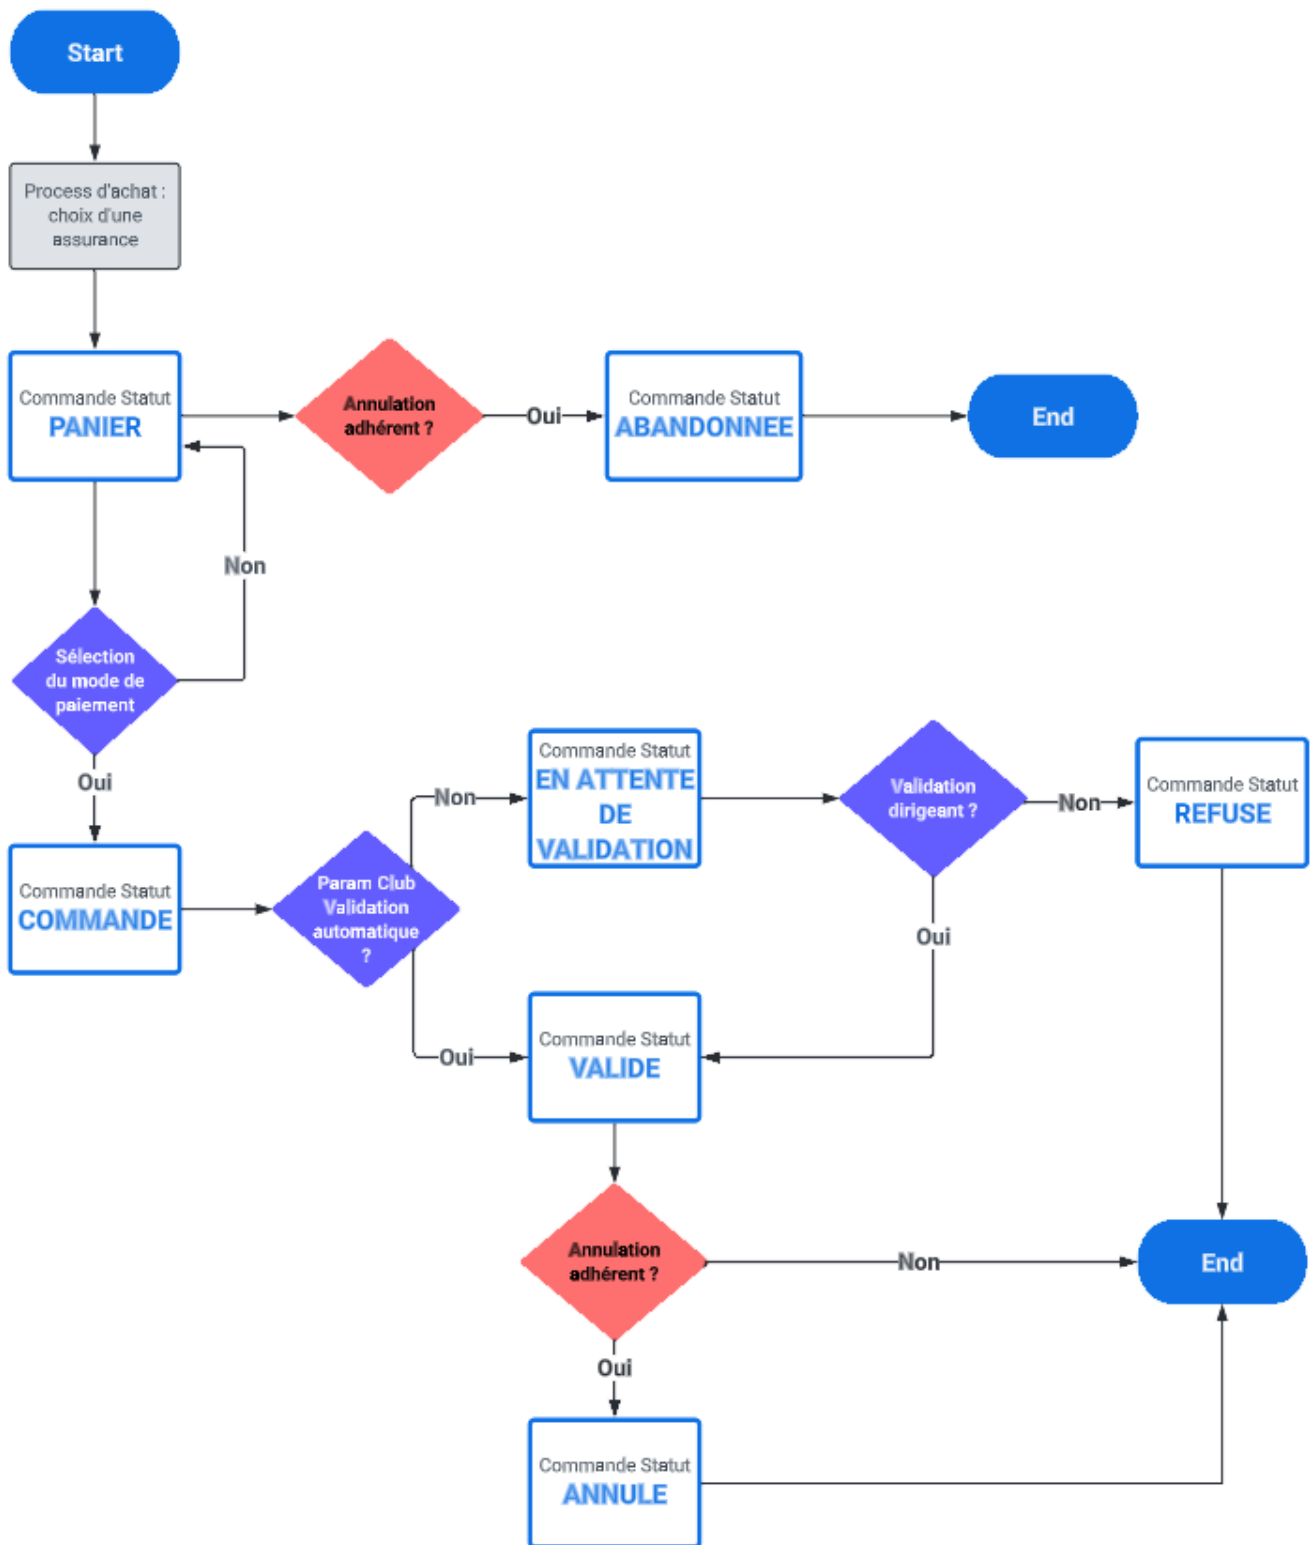 Start
Process d'achat :
choix d'une
assurance
Commande Statut
PANIER
Annulation
adhérent ?
Oui
Commande Statut
ABANDONNEE
End
Non
Sélection
du mode de
paiement
Oui
Commande Statut
COMMANDE
Param Club
Validation
automatique
?
Non
Commande Statut
EN ATTENTE
DE
VALIDATION
Validation
dirigeant ?
Non
Commande Statut
REFUSE
Oui
Oui
Commande Statut
VALIDE
Annulation
adhérent ?
Non
End
Oui
Commande Statut
ANNULE